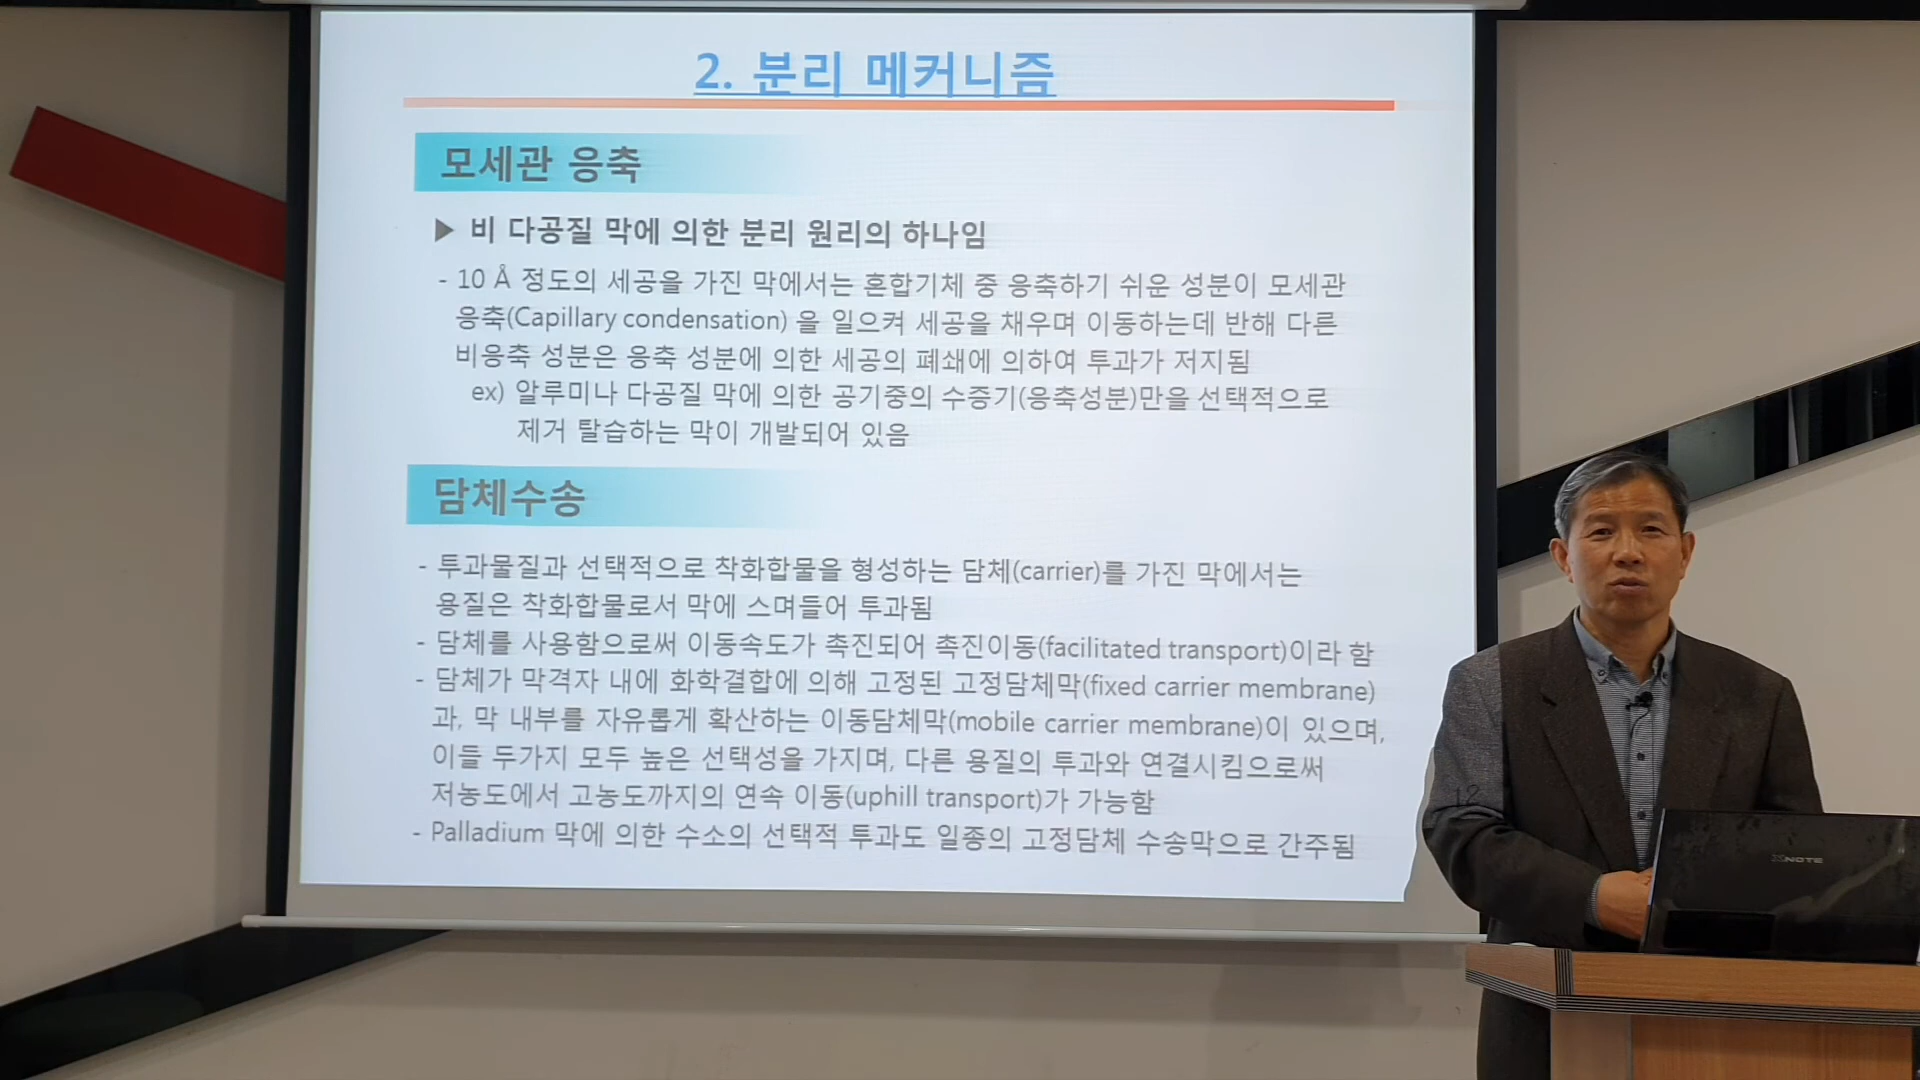 2. 분리 메커니즘
모세관 응축
▶ 비 다공질 막에 의한 분리 원리의 하나임
- 10 Å 정도의 세공을 가진 막에서는 혼합기체 중 응축하기 쉬운 성분이 모세관
응축(Capillary condensation) 을 일으켜 세공을 채우며 이동하는데 반해 다른
비응축 성분은 응축 성분에 의한 세공의 폐쇄에 의하여 투과가 저지됨
ex) 알루미나 다공질 막에 의한 공기중의 수증기(응축성분)만을 선택적으로
제거 탈습하는 막이 개발되어 있음
담체수송
- 투과물질과 선택적으로 착화합물을 형성하는 담체(carrier)를 가진 막에서는
용질은 착화합물로서 막에 스며들어 투과됨
- 담체를 사용함으로써 이동속도가 촉진되어 촉진이동(facilitated transport)이라 함
- 담체가 막격자 내에 화학결합에 의해 고정된 고정담체막(fixed carrier membrane)
과, 막 내부를 자유롭게 확산하는 이동담체막(mobile carrier membrane)이 있으며,
이들 두가지 모두 높은 선택성을 가지며, 다른 용질의 투과와 연결시킴으로써
저농도에서 고농도까지의 연속 이동(uphill transport)가 가능함
- Palladium 막에 의한 수소의 선택적 투과도 일종의 고정담체 수송막으로 간주됨
12
XNOTE